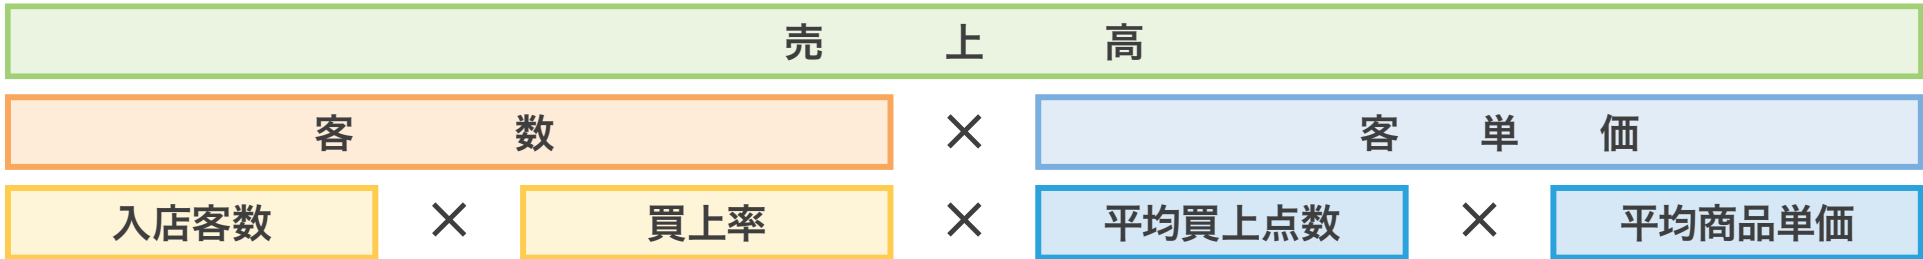 売上高
客数 × 客単価
入店客数 × 買上率 × 平均買上点数 × 平均商品単価